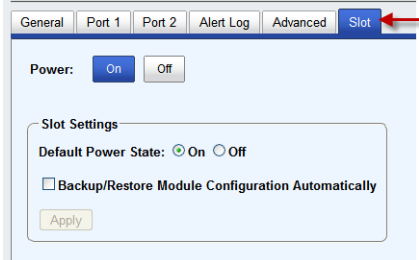 General Port 1 Port 2 Alert Log Advanced Slot
Power: On Off
Slot Settings
Default Power State: On Off
Backup/Restore Module Configuration Automatically
Apply